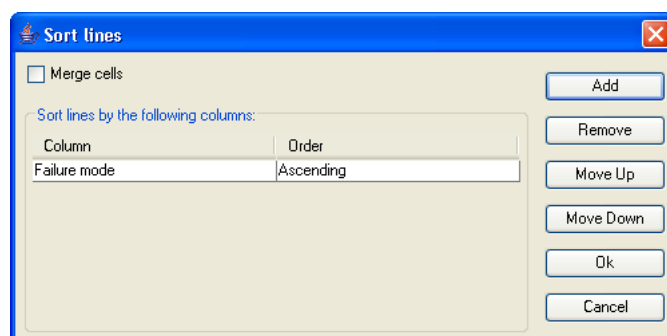 Sort lines
Merge cells
Sort lines by the following columns:
Column Order
Failure mode Ascending
Add
Remove
Move Up
Move Down
Ok
Cancel